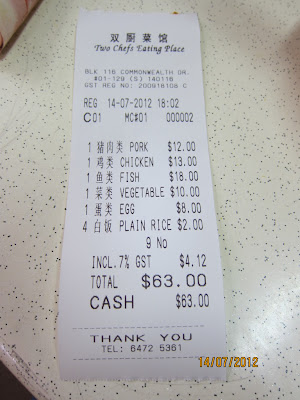 双厨菜馆
Two Chefs Eating Place
BLK 116 COMMONWEALTH DR.
#01-129 (S) 140116
GST REG NO: 200918108 C
REG 14-07-2012 18:02
C01 MC#01 000002
1 猪肉类 PORK $12.00
1 鸡类 CHICKEN $13.00
1 鱼类 FISH $18.00
1 菜类 VEGETABLE $10.00
1 蛋类 EGG $8.00
4 白饭 PLAIN RICE $2.00
9 No
INCL.7% GST $4.12
TOTAL $63.00
CASH $63.00
THANK YOU
TEL: 6472 5361
14/07/2012